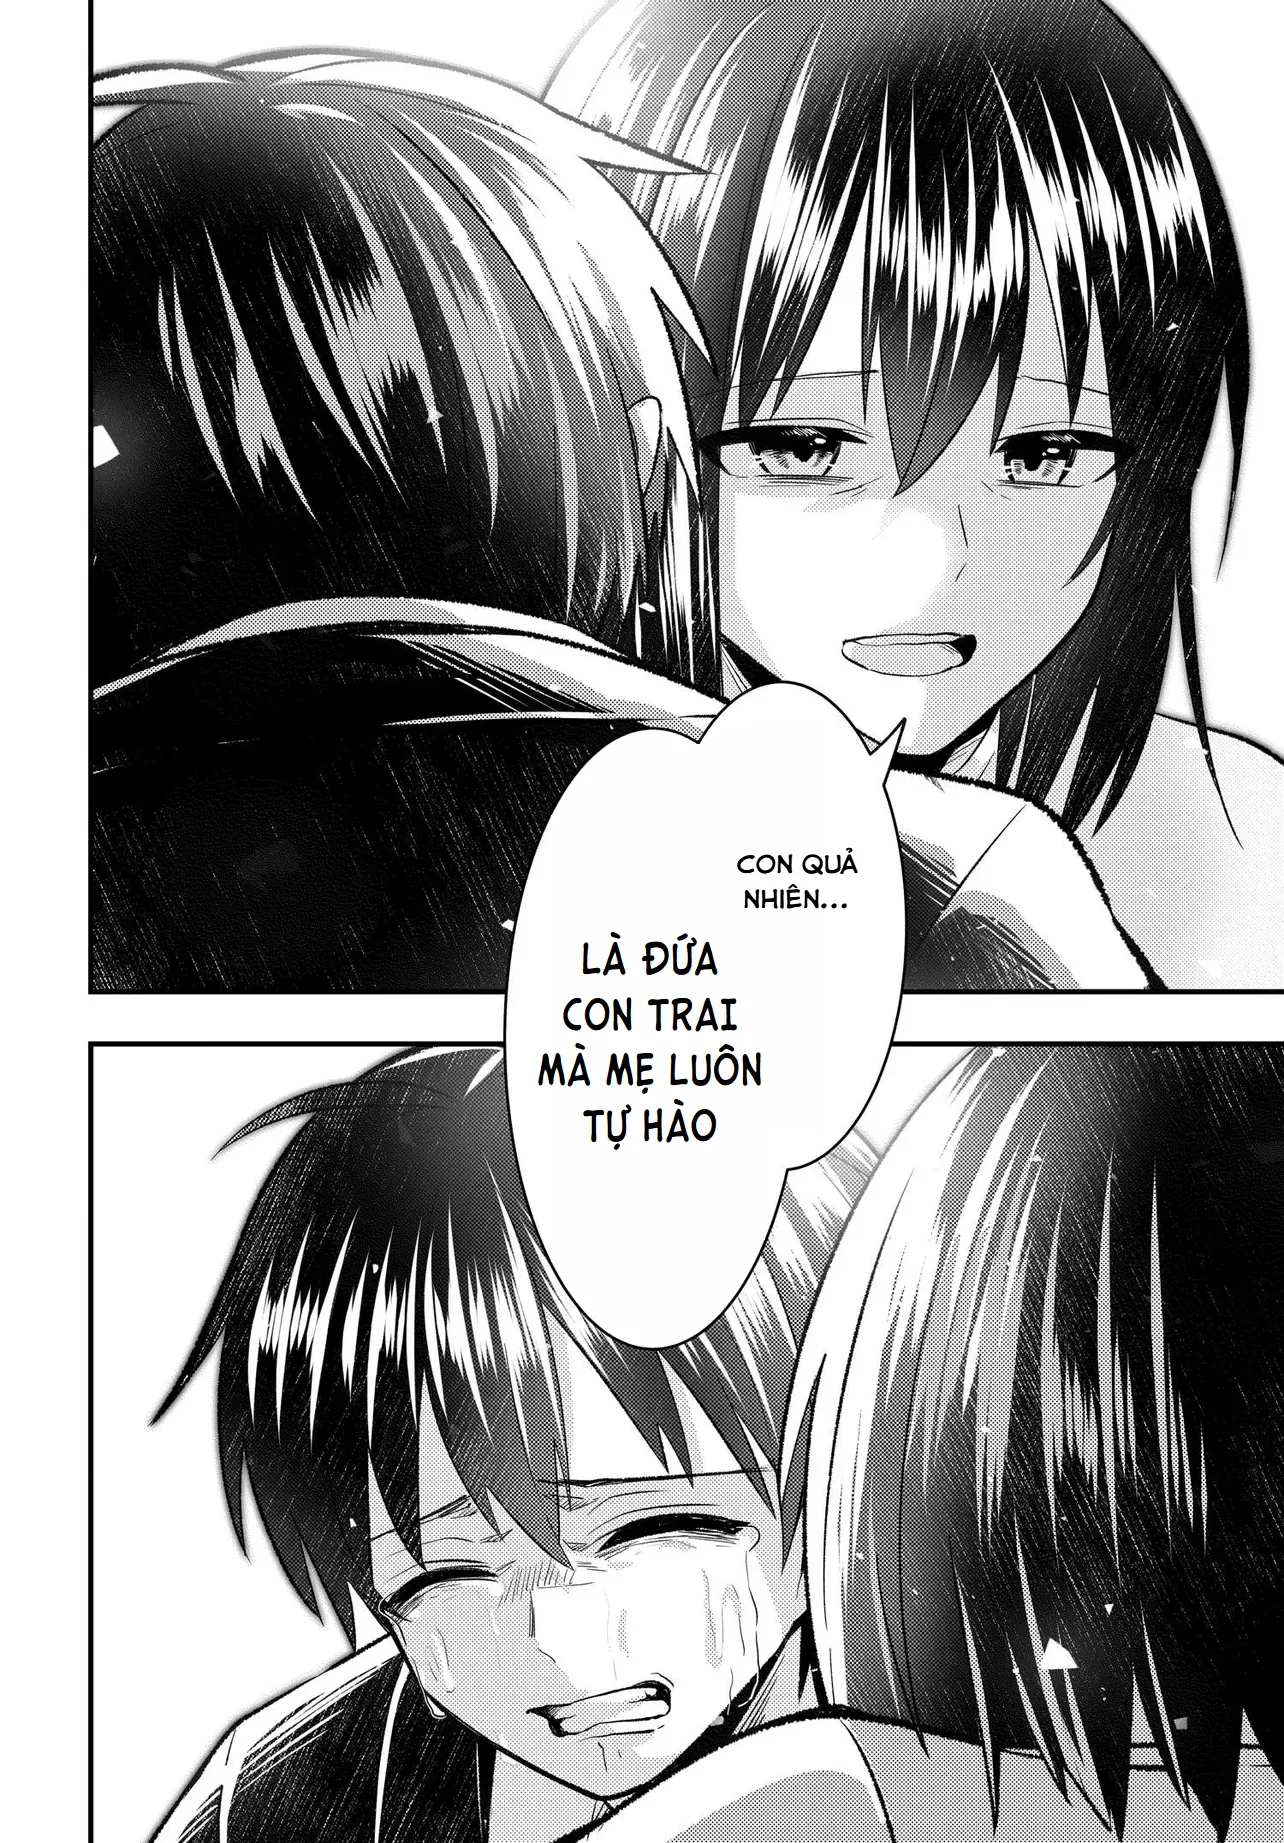 CON QUẢ
NHIÊN...
LÀ ĐỨA
CON TRAI
MÀ MẸ LUÔN
TỰ HÀO